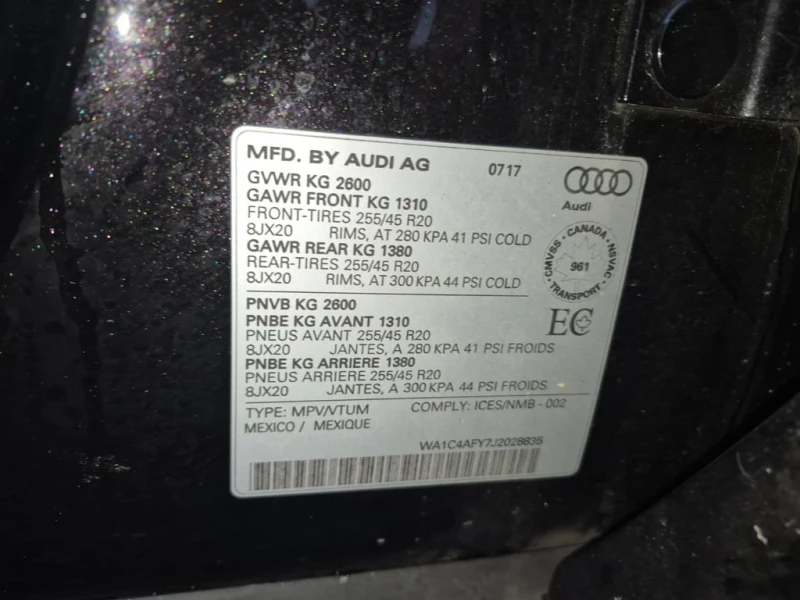 MFD. BY AUDI AG 0717
GVWR KG 2600
GAWR FRONT KG 1310
FRONT-TIRES 255/45 R20
8JX20 RIMS, AT 280 KPA 41 PSI COLD
GAWR REAR KG 1380
REAR-TIRES 255/45 R20
8JX20 RIMS, AT 300 KPA 44 PSI COLD
Audi
CMVSS • CANADA • NSVAC • TRANSPORT •
961
EC
PNVB KG 2600
PNBE KG AVANT 1310
PNEUS AVANT 255/45 R20
8JX20 JANTES, A 280 KPA 41 PSI FROIDS
PNBE KG ARRIERE 1380
PNEUS ARRIERE 255/45 R20
8JX20 JANTES, A 300 KPA 44 PSI FROIDS
TYPE: MPV/VTUM COMPLY: ICES/NMB - 002
MEXICO / MEXIQUE
WA1C4AFY7J2028835